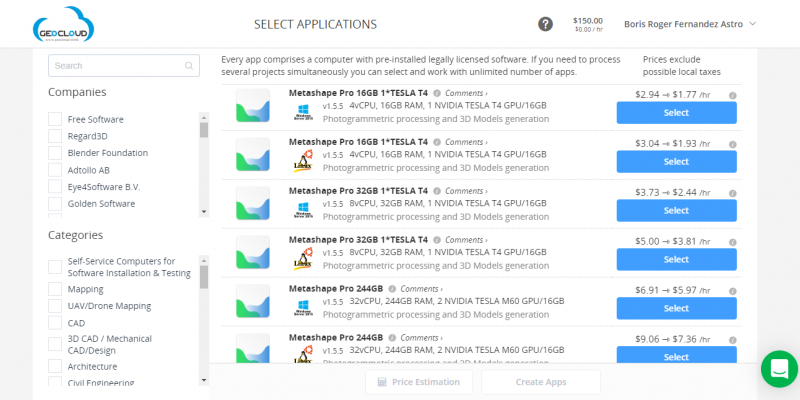 GEOCLOUD
SELECT APPLICATIONS
?
$150.00
$0.00 / hr
Boris Roger Fernandez Astro
Search
Companies
Free Software
Regard3D
Blender Foundation
Adtollo AB
Eye4Software B.V.
Golden Software
Categories
Self-Service Computers for
Software Installation & Testing
Mapping
UAV/Drone Mapping
CAD
3D CAD / Mechanical
CAD/Design
Architecture
Civil Engineering
Every app comprises a computer with pre-installed legally licensed software. If you need to process
several projects simultaneously you can select and work with unlimited number of apps.
Prices exclude
possible local taxes
Metashape Pro 16GB 1*TESLA T4 Comments ›
v1.5.5 4vCPU, 16GB RAM, 1 NVIDIA TESLA T4 GPU/16GB
Photogrammetric processing and 3D Models generation
$2.94 → $1.77 /hr
Select
Metashape Pro 16GB 1*TESLA T4 Comments ›
Linux
v1.5.5 4vCPU, 16GB RAM, 1 NVIDIA TESLA T4 GPU/16GB
Photogrammetric processing and 3D Models generation
$3.04 → $1.93 /hr
Select
Metashape Pro 32GB 1*TESLA T4 Comments ›
v1.5.5 8vCPU, 32GB RAM, 1 NVIDIA TESLA T4 GPU/16GB
Photogrammetric processing and 3D Models generation
$3.73 → $2.44 /hr
Select
Metashape Pro 32GB 1*TESLA T4 Comments ›
Linux
v1.5.5 8vCPU, 32GB RAM, 1 NVIDIA TESLA T4 GPU/16GB
Photogrammetric processing and 3D Models generation
$5.00 → $3.81 /hr
Select
Metashape Pro 244GB Comments ›
v1.5.5 32vCPU, 244GB RAM, 2 NVIDIA TESLA M60 GPU/16GB
Photogrammetric processing and 3D Models generation
$6.91 → $5.97 /hr
Select
Metashape Pro 244GB Comments ›
Linux
v1.5.5 32vCPU, 244GB RAM, 2 NVIDIA TESLA M60 GPU/16GB
Photogrammetric processing and 3D Models generation
$9.06 → $7.36 /hr
Select
Price Estimation
Create Apps